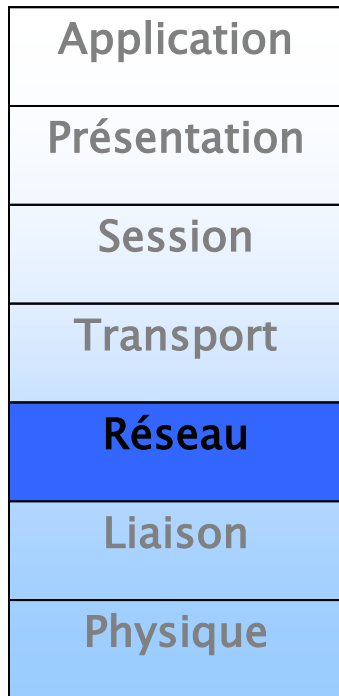 Application
Présentation
Session
Transport
Réseau
Liaison
Physique